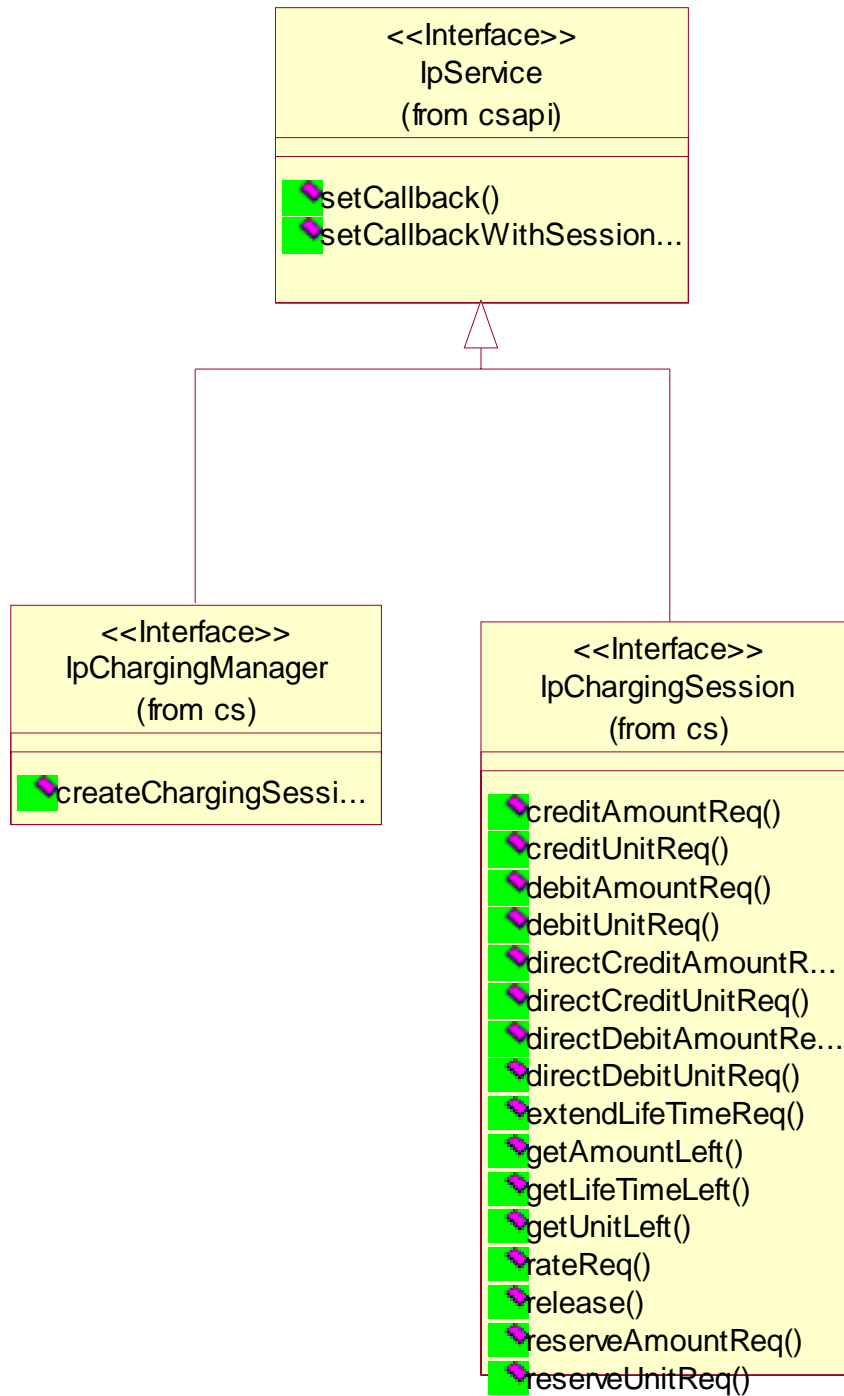 <<Interface>>
IpService
(from csapi)
setCallback()
setCallbackWithSession...
<<Interface>>
IpChargingManager
(from cs)
createChargingSessi...
<<Interface>>
IpChargingSession
(from cs)
creditAmountReq()
creditUnitReq()
debitAmountReq()
debitUnitReq()
directCreditAmountR...
directCreditUnitReq()
directDebitAmountRe...
directDebitUnitReq()
extendLifeTimeReq()
getAmountLeft()
getLifeTimeLeft()
getUnitLeft()
rateReq()
release()
reserveAmountReq()
reserveUnitReq()